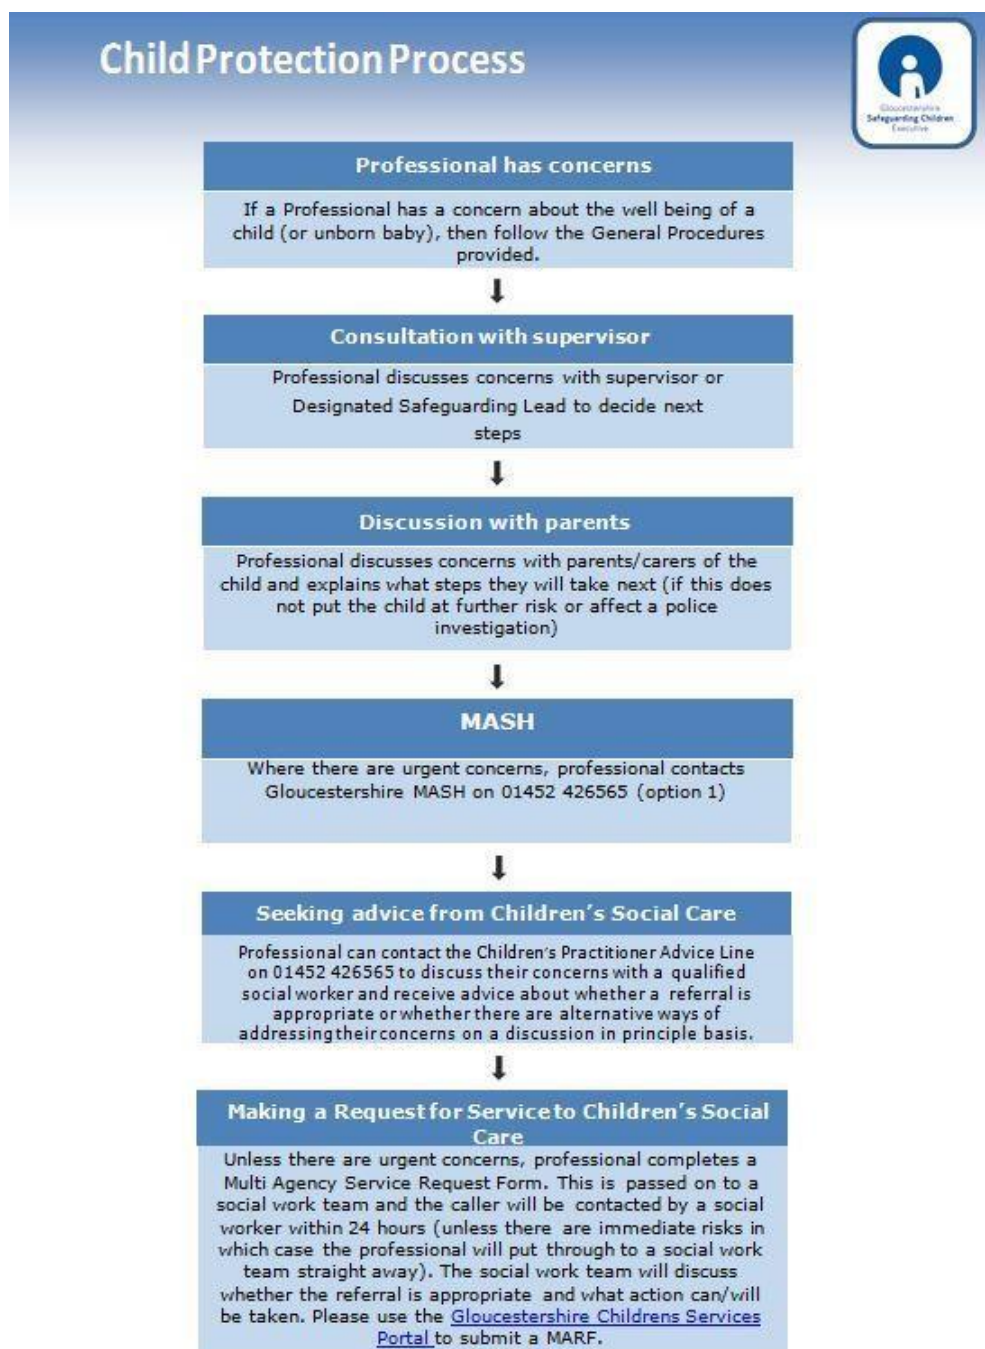 Child Protection Process
Gloucestershire
Safeguarding Children
Executive
Professional has concerns
If a Professional has a concern about the well being of a
child (or unborn baby), then follow the General Procedures
provided.
Consultation with supervisor
Professional discusses concerns with supervisor or
Designated Safeguarding Lead to decide next
steps
Discussion with parents
Professional discusses concerns with parents/carers of the
child and explains what steps they will take next (if this does
not put the child at further risk or affect a police
investigation)
MASH
Where there are urgent concerns, professional contacts
Gloucestershire MASH on 01452 426565 (option 1)
Seeking advice from Children's Social Care
Professional can contact the Children's Practitioner Advice Line
on 01452 426565 to discuss their concerns with a qualified
social worker and receive advice about whether a referral is
appropriate or whether there are alternative ways of
addressing their concerns on a discussion in principle basis.
Making a Request for Service to Children's Social
Care
Unless there are urgent concerns, professional completes a
Multi Agency Service Request Form. This is passed on to a
social work team and the caller will be contacted by a social
worker within 24 hours (unless there are immediate risks in
which case the professional will put through to a social work
team straight away). The social work team will discuss
whether the referral is appropriate and what action can/will
be taken. Please use the Gloucestershire Childrens Services
Portal to submit a MARF.